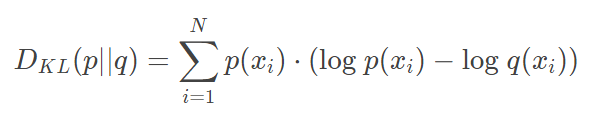 D_{KL}(p||q) = \sum_{i=1}^{N} p(x_i) \cdot (\log p(x_i) - \log q(x_i))